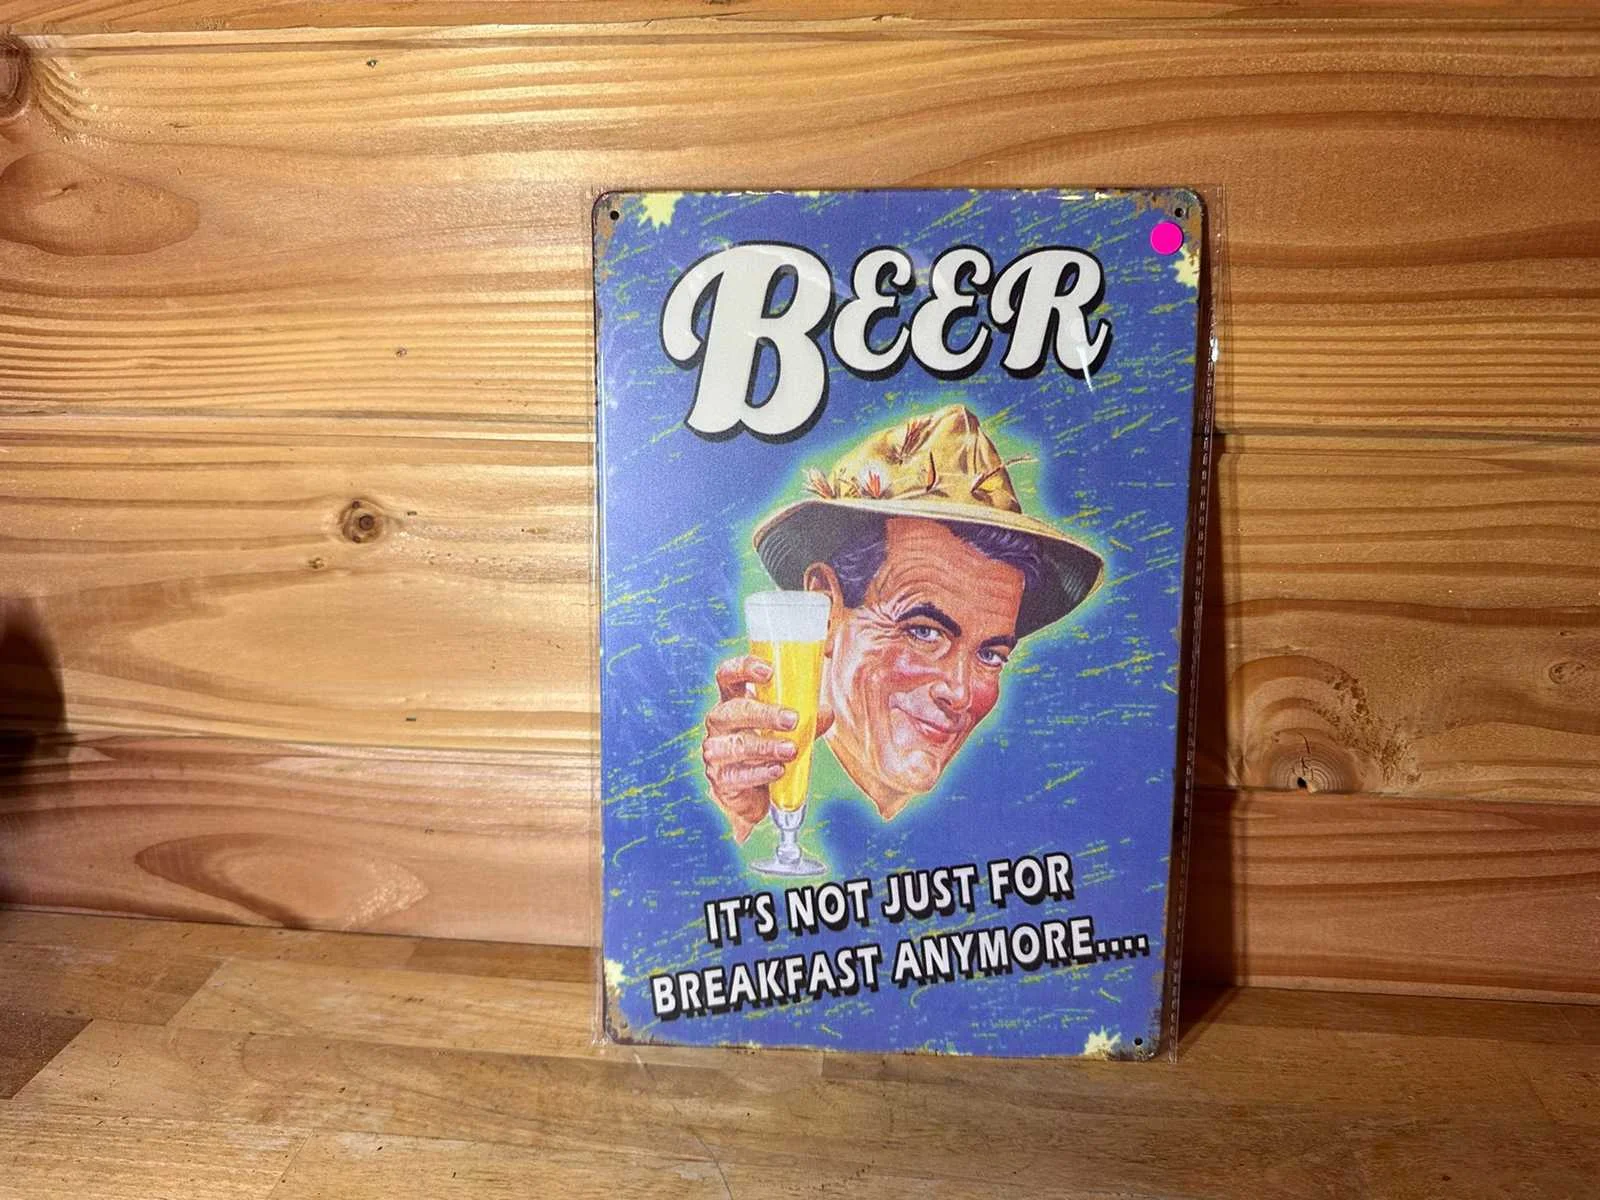 BEER
IT'S NOT JUST FOR
BREAKFAST ANYMORE....